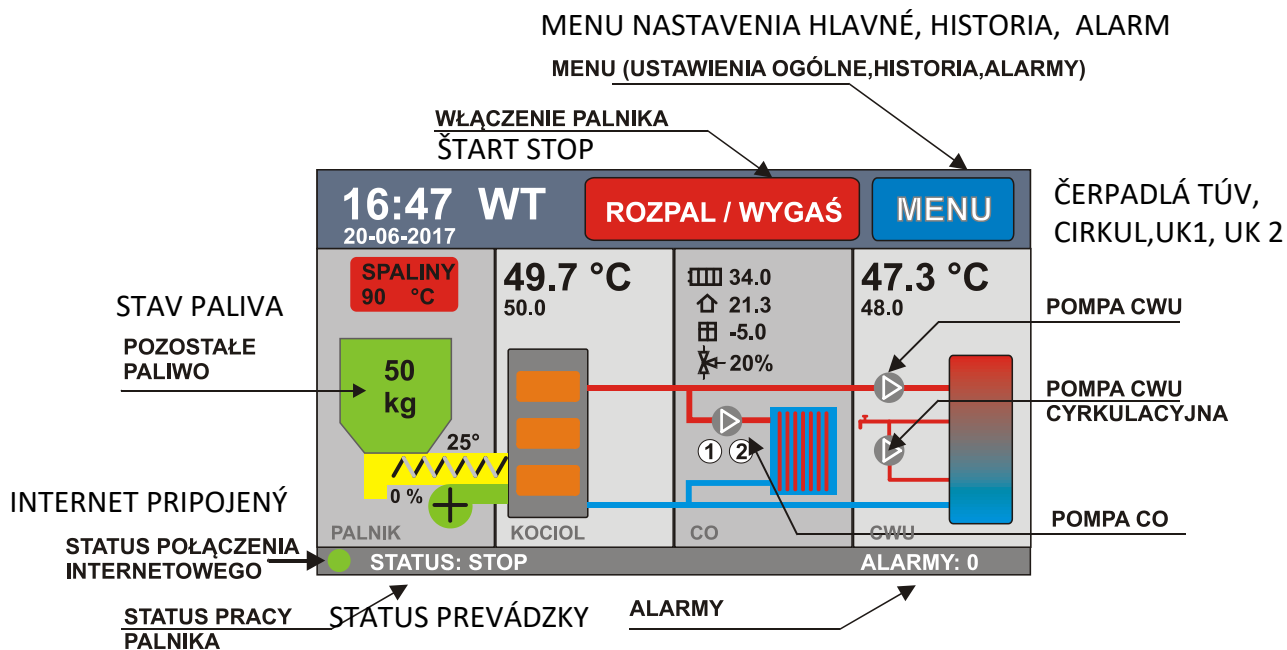 MENU NASTAVENIA HLAVNÉ, HISTORIA, ALARM
MENU (USTAWIENIA OGÓLNE,HISTORIA,ALARMY)
WŁĄCZENIE PALNIKA
ŠTART STOP
16:47 WT
20-06-2017
ROZPAL / WYGAŚ
MENU
ČERPADLÁ TÚV,
CIRKUL,UK1, UK 2
SPALINY
90 °C
49.7 °C
50.0
34.0
21.3
-5.0
20%
47.3 °C
48.0
STAV PALIVA
POZOSTAŁE
PALIWO
50
kg
25°
0 %
1 2
POMPA CWU
POMPA CWU
CYRKULACYJNA
POMPA CO
INTERNET PRIPOJENÝ
STATUS POŁĄCZENIA
INTERNETOWEGO
PALNIK
KOCIOL
CO
CWU
STATUS: STOP
ALARMY: 0
STATUS PRACY
PALNIKA
STATUS PREVÁDZKY
ALARMY